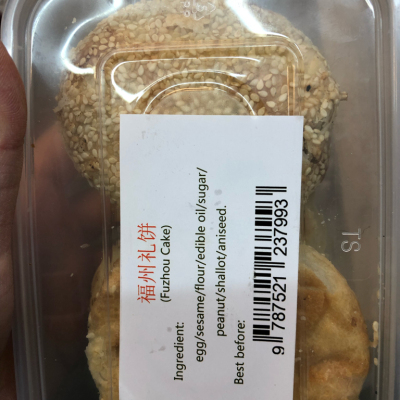 福州礼饼
(Fuzhou Cake)
Ingredient:
egg/sesame/flour/edible oil/sugar/
peanut/shallot/aniseed.
Best before:
9 787521 237993
TS